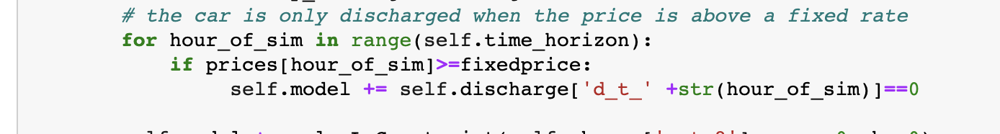 # the car is only discharged when the price is above a fixed rate
for hour_of_sim in range(self.time_horizon):
if prices[hour_of_sim]>=fixedprice:
self.model += self.discharge['d_t_' +str(hour_of_sim)]==0